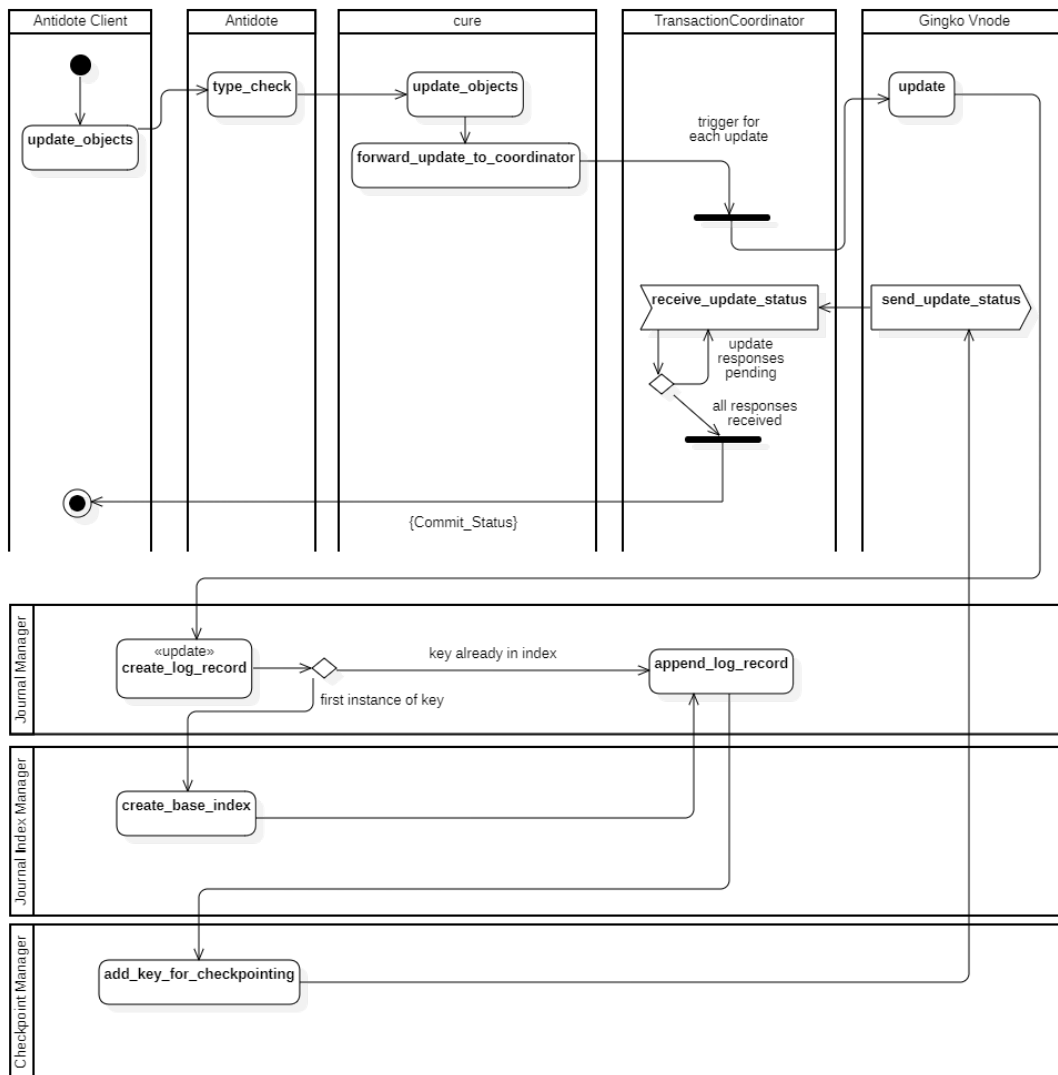 Antidote Client
Antidote
cure
TransactionCoordinator
Gingko Vnode
update_objects
type_check
update_objects
forward_update_to_coordinator
trigger for
each update
update
receive_update_status
send_update_status
update
responses
pending
all responses
received
{Commit_Status}
Journal Manager
«update»
create_log_record
key already in index
first instance of key
append_log_record
Journal Index Manager
create_base_index
Checkpoint Manager
add_key_for_checkpointing